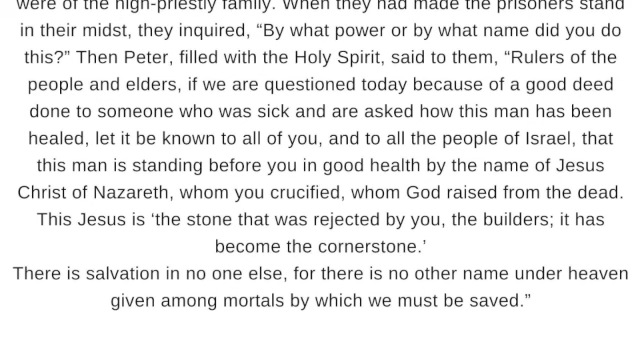 were of the high-priestly family. When they had made the prisoners stand
in their midst, they inquired, “By what power or by what name did you do
this?” Then Peter, filled with the Holy Spirit, said to them, “Rulers of the
people and elders, if we are questioned today because of a good deed
done to someone who was sick and are asked how this man has been
healed, let it be known to all of you, and to all the people of Israel, that
this man is standing before you in good health by the name of Jesus
Christ of Nazareth, whom you crucified, whom God raised from the dead.
This Jesus is ‘the stone that was rejected by you, the builders; it has
become the cornerstone.’
There is salvation in no one else, for there is no other name under heaven
given among mortals by which we must be saved.”